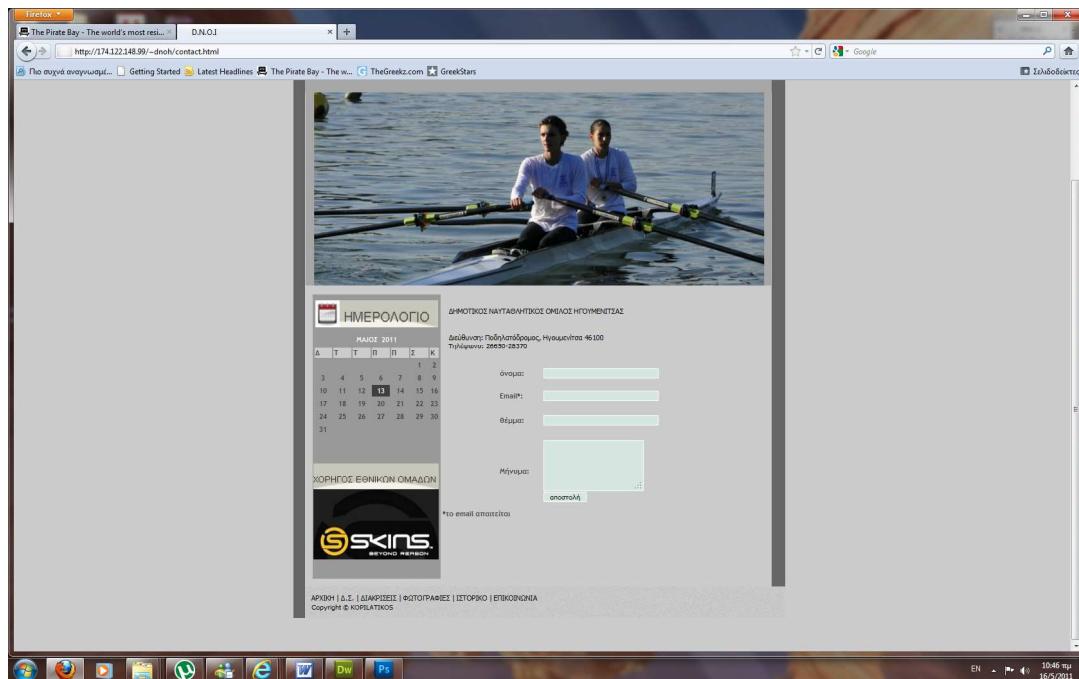 Firefox
The Pirate Bay - The world's most resi...
D.N.O.I
http://174.122.148.99/~dnoh/contact.html
Google
Πιο συχνά αναγνωσμέ...
Getting Started
Latest Headlines
The Pirate Bay - The w...
TheGreekz.com
GreekStars
Σελιδοδείκτες
ΗΜΕΡΟΛΟΓΙΟ
ΜΑΙΟΣ 2011
Δ Τ Τ Π Π Σ Κ
1 2
3 4 5 6 7 8 9
10 11 12 13 14 15 16
17 18 19 20 21 22 23
24 25 26 27 28 29 30
31
ΧΟΡΗΓΟΣ ΕΘΝΙΚΩΝ ΟΜΑΔΩΝ
SKINS.
BEYOND REASON
ΔΗΜΟΤΙΚΟΣ ΝΑΥΤΑΘΛΗΤΙΚΟΣ ΟΜΙΛΟΣ ΗΓΟΥΜΕΝΙΤΣΑΣ
Διεύθυνση: Ποδηλατόδρομος, Ηγουμενίτσα 46100
Τηλέφωνο: 26650-28370
όνομα:
Email*:
θέμμα:
Μήνυμα:
αποστολή
*το email απαιτείται
ΑΡΧΙΚΗ | Δ.Σ. | ΔΙΑΚΡΙΣΕΙΣ | ΦΩΤΟΓΡΑΦΙΕΣ | ΙΣΤΟΡΙΚΟ | ΕΠΙΚΟΙΝΩΝΙΑ
Copyright © KOPILATIKOS
W
Dw
Ps
EN
10:46 πμ
16/5/2011